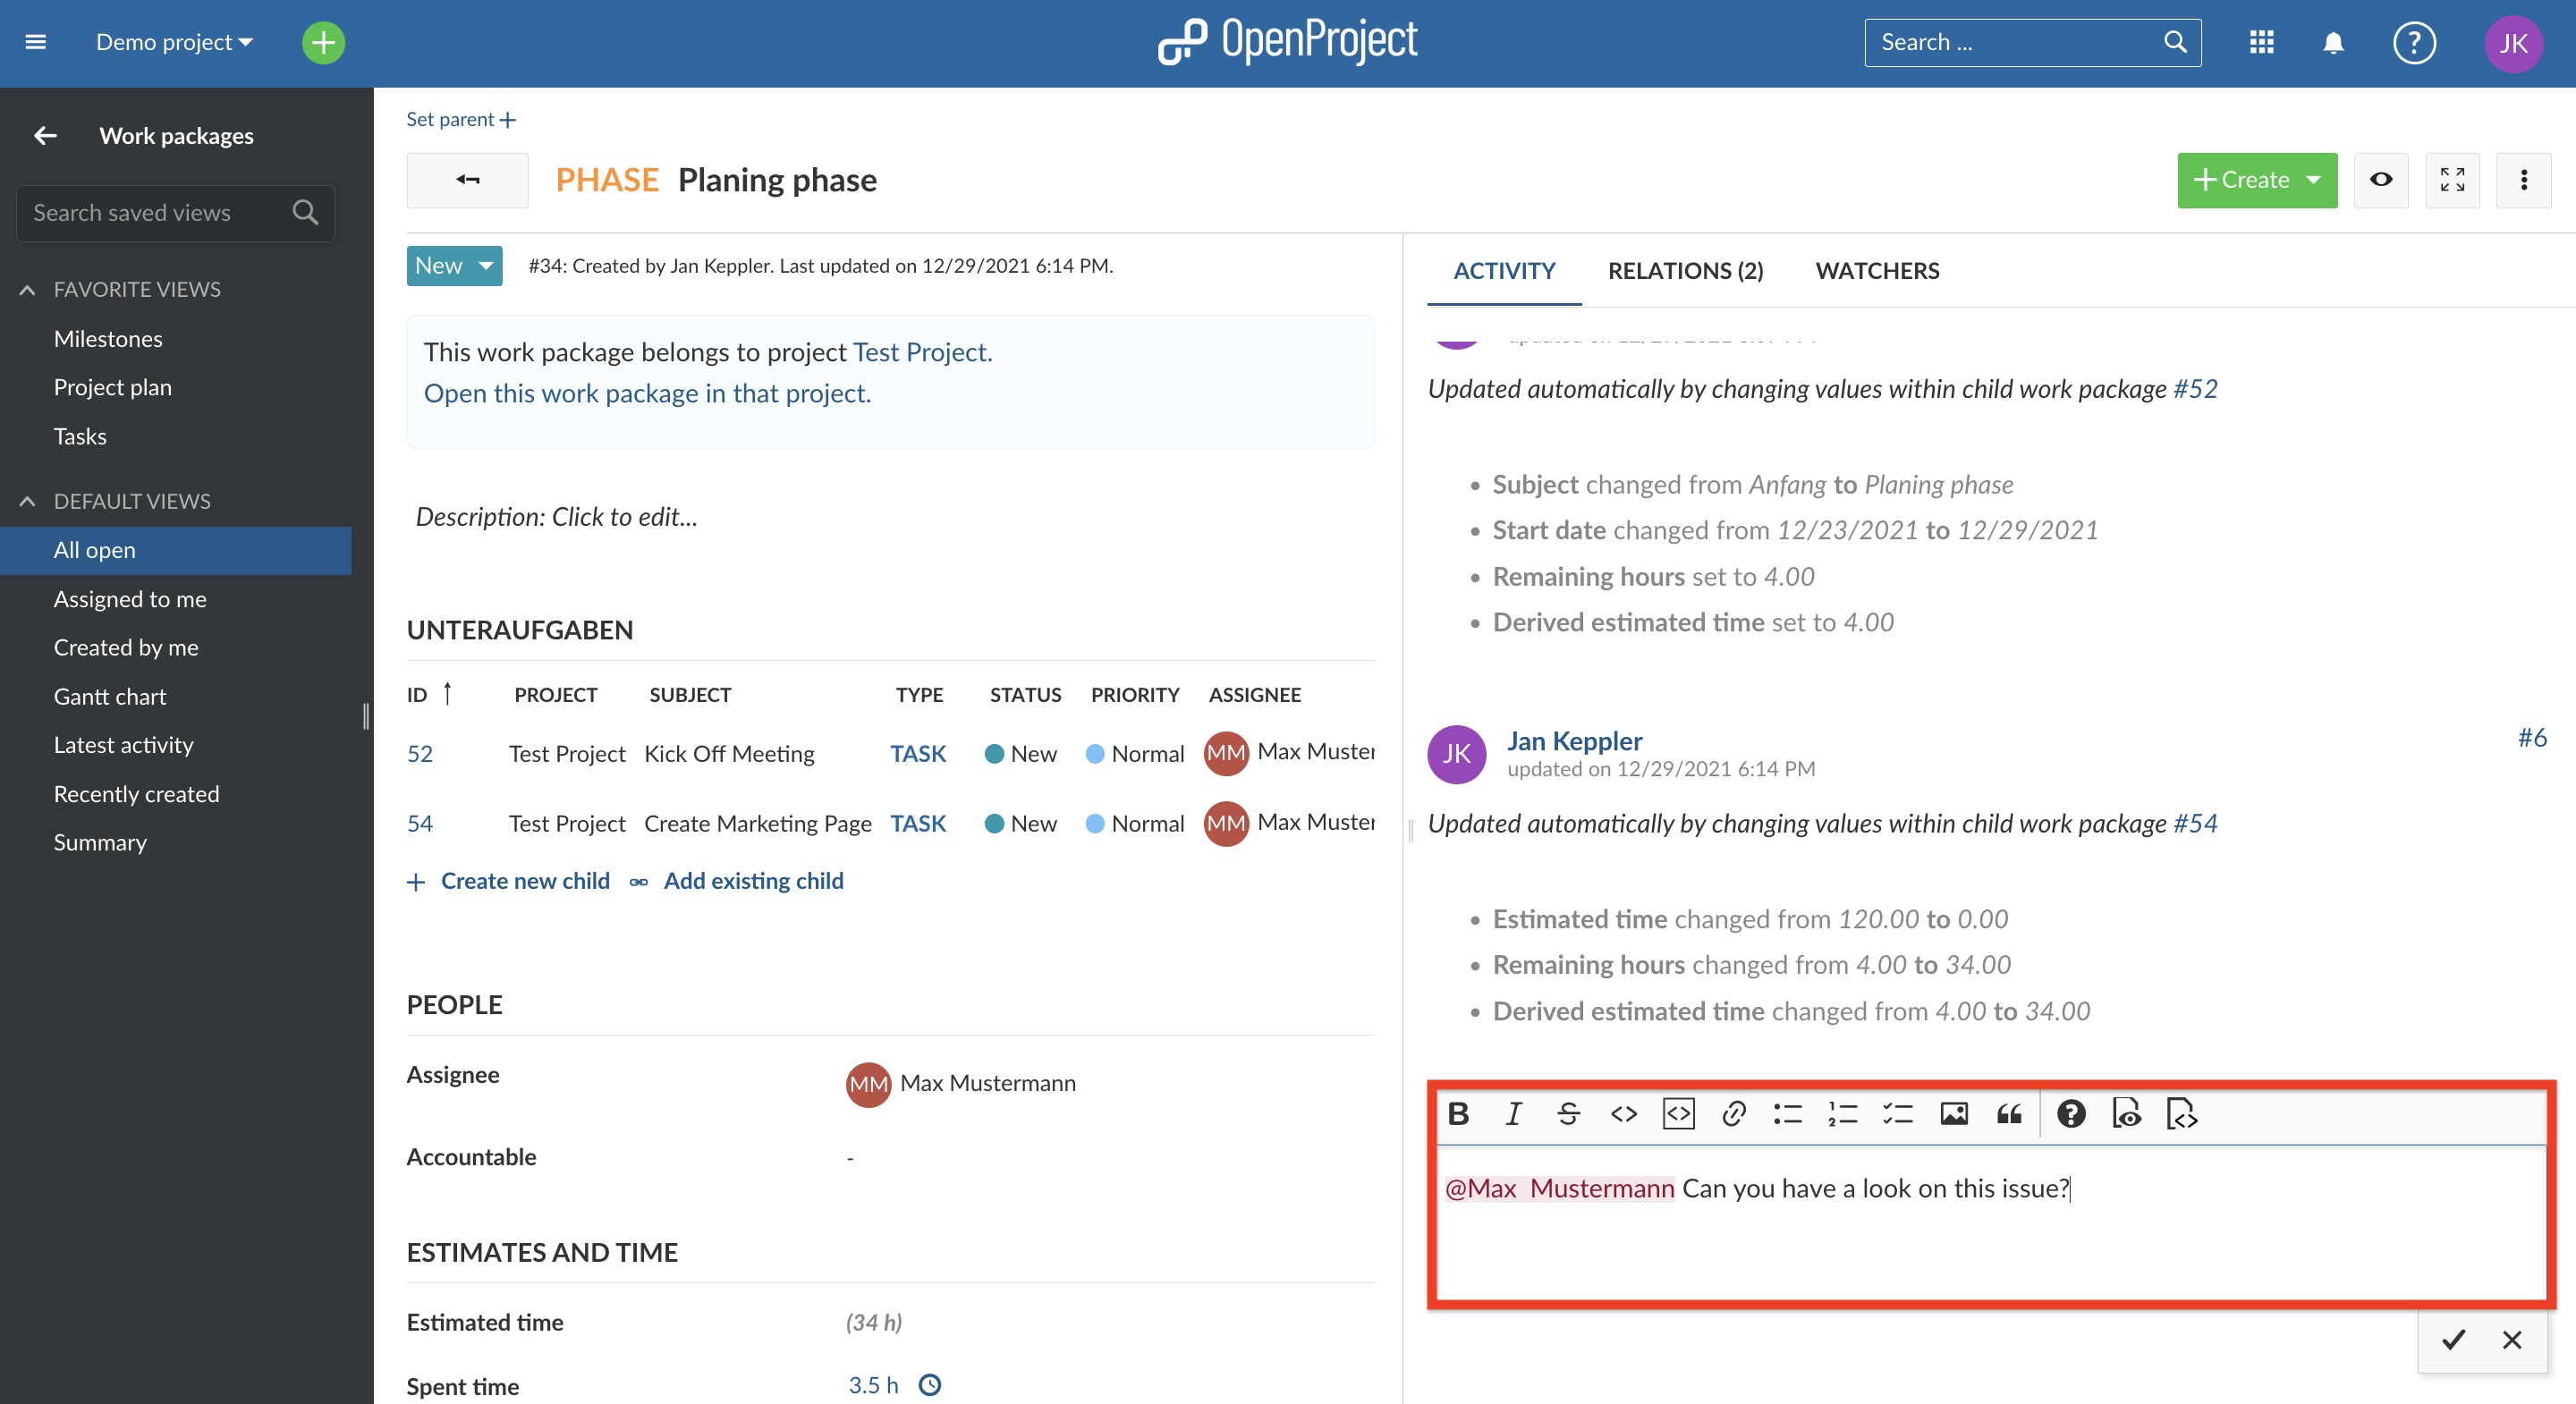 Demo project
OpenProject
Search ...
JK
Work packages
Search saved views
FAVORITE VIEWS
Milestones
Project plan
Tasks
DEFAULT VIEWS
All open
Assigned to me
Created by me
Gantt chart
Latest activity
Recently created
Summary
Set parent
PHASE Planing phase
Create
New
#34: Created by Jan Keppler. Last updated on 12/29/2021 6:14 PM.
This work package belongs to project Test Project.
Open this work package in that project.
Description: Click to edit...
UNTERAUFGABEN
ID PROJECT SUBJECT TYPE STATUS PRIORITY ASSIGNEE
52 Test Project Kick Off Meeting TASK New Normal MM Max Muster
54 Test Project Create Marketing Page TASK New Normal MM Max Muster
Create new child Add existing child
PEOPLE
Assignee MM Max Mustermann
Accountable -
ESTIMATES AND TIME
Estimated time (34 h)
Spent time 3.5 h
ACTIVITY RELATIONS (2) WATCHERS
Updated automatically by changing values within child work package #52
• Subject changed from Anfang to Planing phase
• Start date changed from 12/23/2021 to 12/29/2021
• Remaining hours set to 4.00
• Derived estimated time set to 4.00
JK Jan Keppler #6
updated on 12/29/2021 6:14 PM
Updated automatically by changing values within child work package #54
• Estimated time changed from 120.00 to 0.00
• Remaining hours changed from 4.00 to 34.00
• Derived estimated time changed from 4.00 to 34.00
@Max Mustermann Can you have a look on this issue?